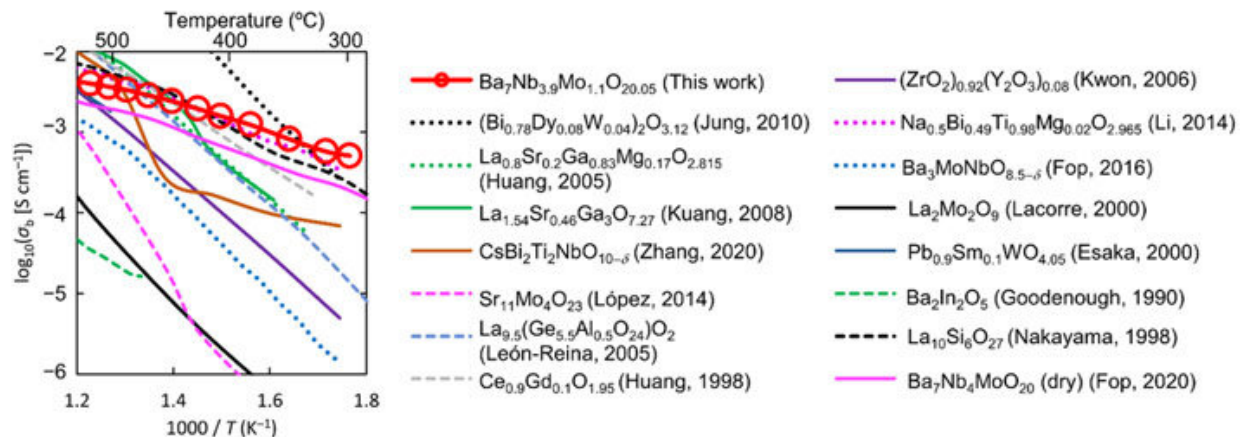 Temperature (ºC)
500 400 300
−2
−3
−4
−5
−6
log₁₀(σb [S cm⁻¹])
1.2 1.4 1.6 1.8
1000 / T (K⁻¹)
Ba₇Nb₃.₉Mo₁.₁O₂₀.₀₅ (This work)
(Bi₀.₇₈Dy₀.₀₈W₀.₀₄)₂O₃.₁₂ (Jung, 2010)
La₀.₈Sr₀.₂Ga₀.₈₃Mg₀.₁₇O₂.₈₁₅
(Huang, 2005)
La₁.₅₄Sr₀.₄₆Ga₃O₇.₂₇ (Kuang, 2008)
CsBi₂Ti₂NbO₁₀₋δ (Zhang, 2020)
Sr₁₁Mo₄O₂₃ (López, 2014)
La₉.₅(Ge₅.₅Al₀.₅O₂₄)O₂
(León-Reina, 2005)
Ce₀.₉Gd₀.₁O₁.₉₅ (Huang, 1998)
(ZrO₂)₀.₉₂(Y₂O₃)₀.₀₈ (Kwon, 2006)
Na₀.₅Bi₀.₄₉Ti₀.₉₈Mg₀.₀₂O₂.₉₆₅ (Li, 2014)
Ba₃MoNbO₈.₅₋δ (Fop, 2016)
La₂Mo₂O₉ (Lacorre, 2000)
Pb₀.₉Sm₀.₁WO₄.₀₅ (Esaka, 2000)
Ba₂In₂O₅ (Goodenough, 1990)
La₁₀Si₆O₂₇ (Nakayama, 1998)
Ba₇Nb₄MoO₂₀ (dry) (Fop, 2020)